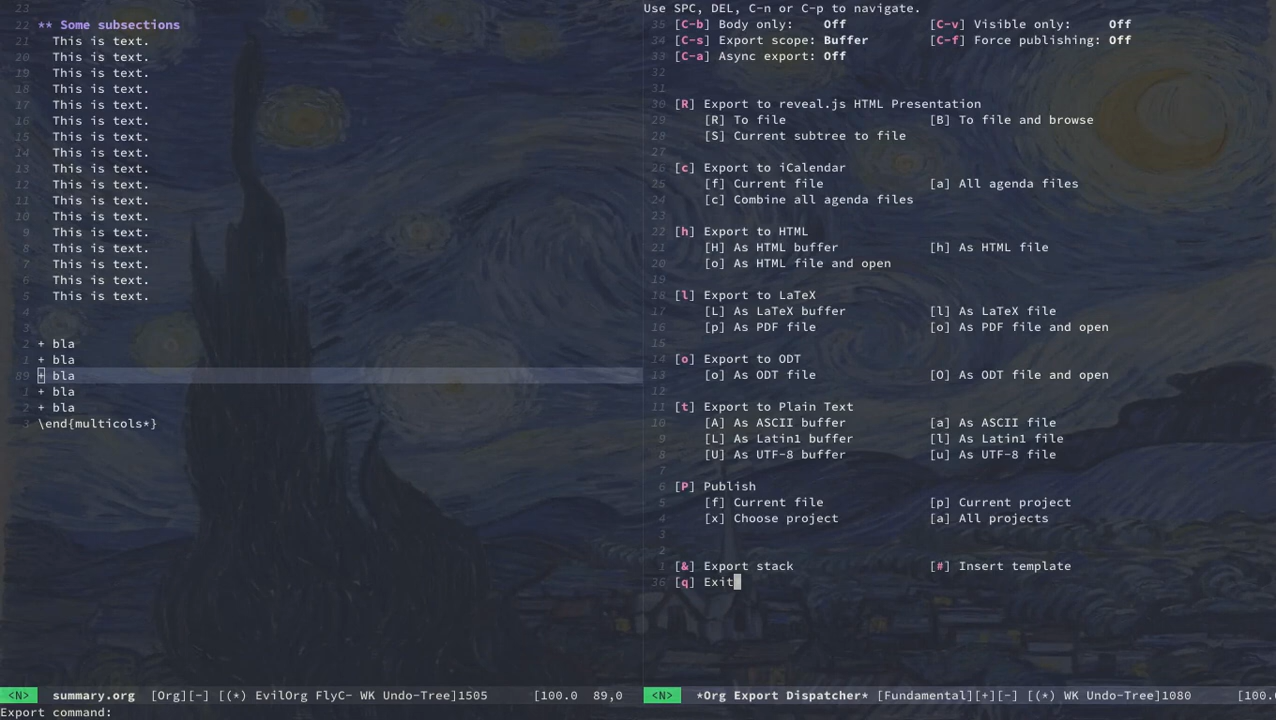 23
22 ** Some subsections
21 This is text.
20 This is text.
19 This is text.
18 This is text.
17 This is text.
16 This is text.
15 This is text.
14 This is text.
13 This is text.
12 This is text.
11 This is text.
10 This is text.
9 This is text.
8 This is text.
7 This is text.
6 This is text.
5 This is text.
4
3
2 + bla
1 + bla
89 + bla
1 + bla
2 + bla
3 \end{multicols*}
<N> summary.org [Org][-] [(*) EvilOrg FlyC- WK Undo-Tree]1505 [100.0 89,0
Use SPC, DEL, C-n or C-p to navigate.
35 [C-b] Body only: Off [C-v] Visible only: Off
34 [C-s] Export scope: Buffer [C-f] Force publishing: Off
33 [C-a] Async export: Off
32
31
30 [R] Export to reveal.js HTML Presentation
29 [R] To file [B] To file and browse
28 [S] Current subtree to file
27
26 [c] Export to iCalendar
25 [f] Current file [a] All agenda files
24 [c] Combine all agenda files
23
22 [h] Export to HTML
21 [H] As HTML buffer [h] As HTML file
20 [o] As HTML file and open
19
18 [l] Export to LaTeX
17 [L] As LaTeX buffer [l] As LaTeX file
16 [p] As PDF file [o] As PDF file and open
15
14 [o] Export to ODT
13 [o] As ODT file [O] As ODT file and open
12
11 [t] Export to Plain Text
10 [A] As ASCII buffer [a] As ASCII file
9 [L] As Latin1 buffer [l] As Latin1 file
8 [U] As UTF-8 buffer [u] As UTF-8 file
7
6 [P] Publish
5 [f] Current file [p] Current project
4 [x] Choose project [a] All projects
3
2
1 [&] Export stack [#] Insert template
36 [q] Exit
<N> *Org Export Dispatcher* [Fundamental][+][-] [(*) WK Undo-Tree]1080 [100.
Export command: